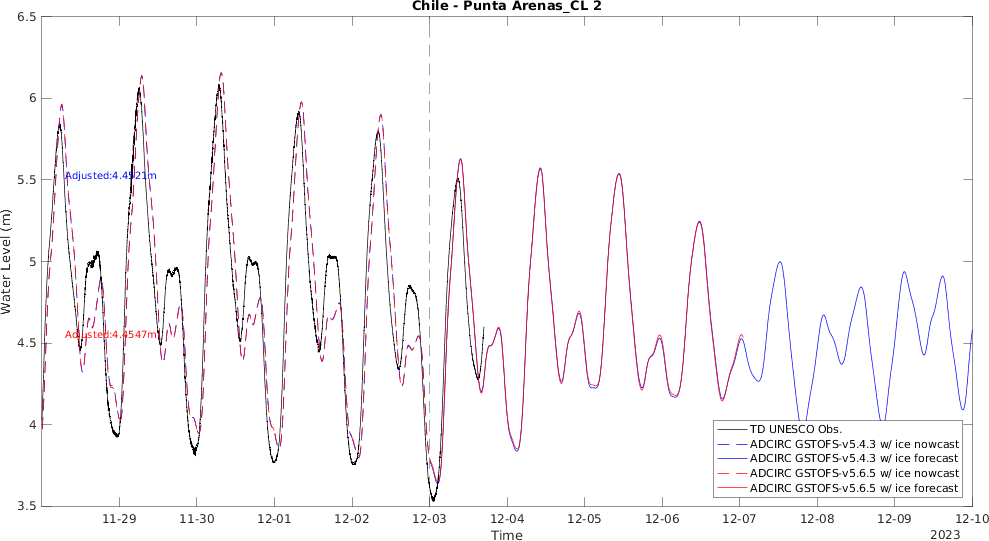 Chile - Punta Arenas_CL 2
6.5
6
5.5
5
4.5
4
3.5
Water Level (m)
Adjusted:4.4521m
Adjusted:4.4547m
TD UNESCO Obs.
ADCIRC GSTOFS-v5.4.3 w/ ice nowcast
ADCIRC GSTOFS-v5.4.3 w/ ice forecast
ADCIRC GSTOFS-v5.6.5 w/ ice nowcast
ADCIRC GSTOFS-v5.6.5 w/ ice forecast
11-29 11-30 12-01 12-02 12-03 12-04 12-05 12-06 12-07 12-08 12-09 12-10
Time
2023